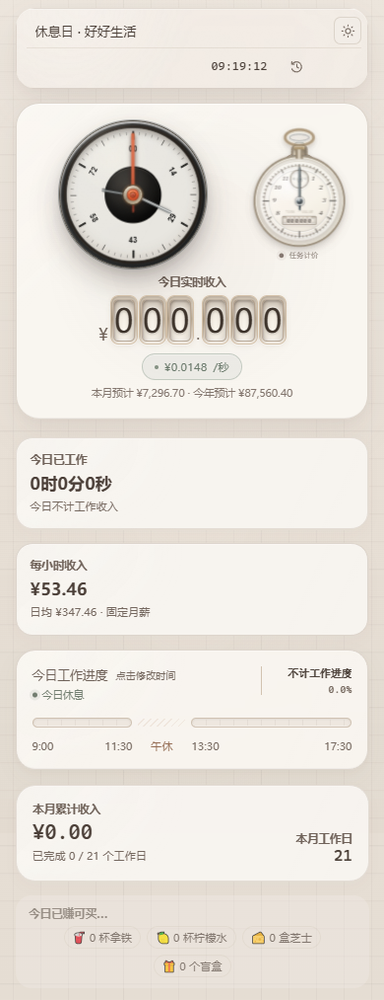 休息日 · 好好生活
09:19:12
00
14
29
43
58
72
任务计价
今日实时收入
¥000.000
¥0.0148 /秒
本月预计 ¥7,296.70 · 今年预计 ¥87,560.40
今日已工作
0时0分0秒
今日不计工作收入
每小时收入
¥53.46
日均 ¥347.46 · 固定月薪
今日工作进度 点击修改时间
不计工作进度
今日休息
0.0%
9:00 11:30 午休 13:30 17:30
本月累计收入
¥0.00
本月工作日
已完成 0 / 21 个工作日
21
今日已赚可买...
0 杯拿铁 0 杯柠檬水 0 盒芝士
0 个盲盒